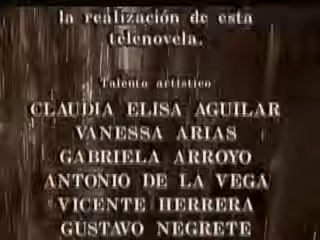 la realización de esta
telenovela.
Talento artístico
CLAUDIA ELISA AGUILAR
VANESSA ARIAS
GABRIELA ARROYO
ANTONIO DE LA VEGA
VICENTE HERRERA
GUSTAVO NEGRETE